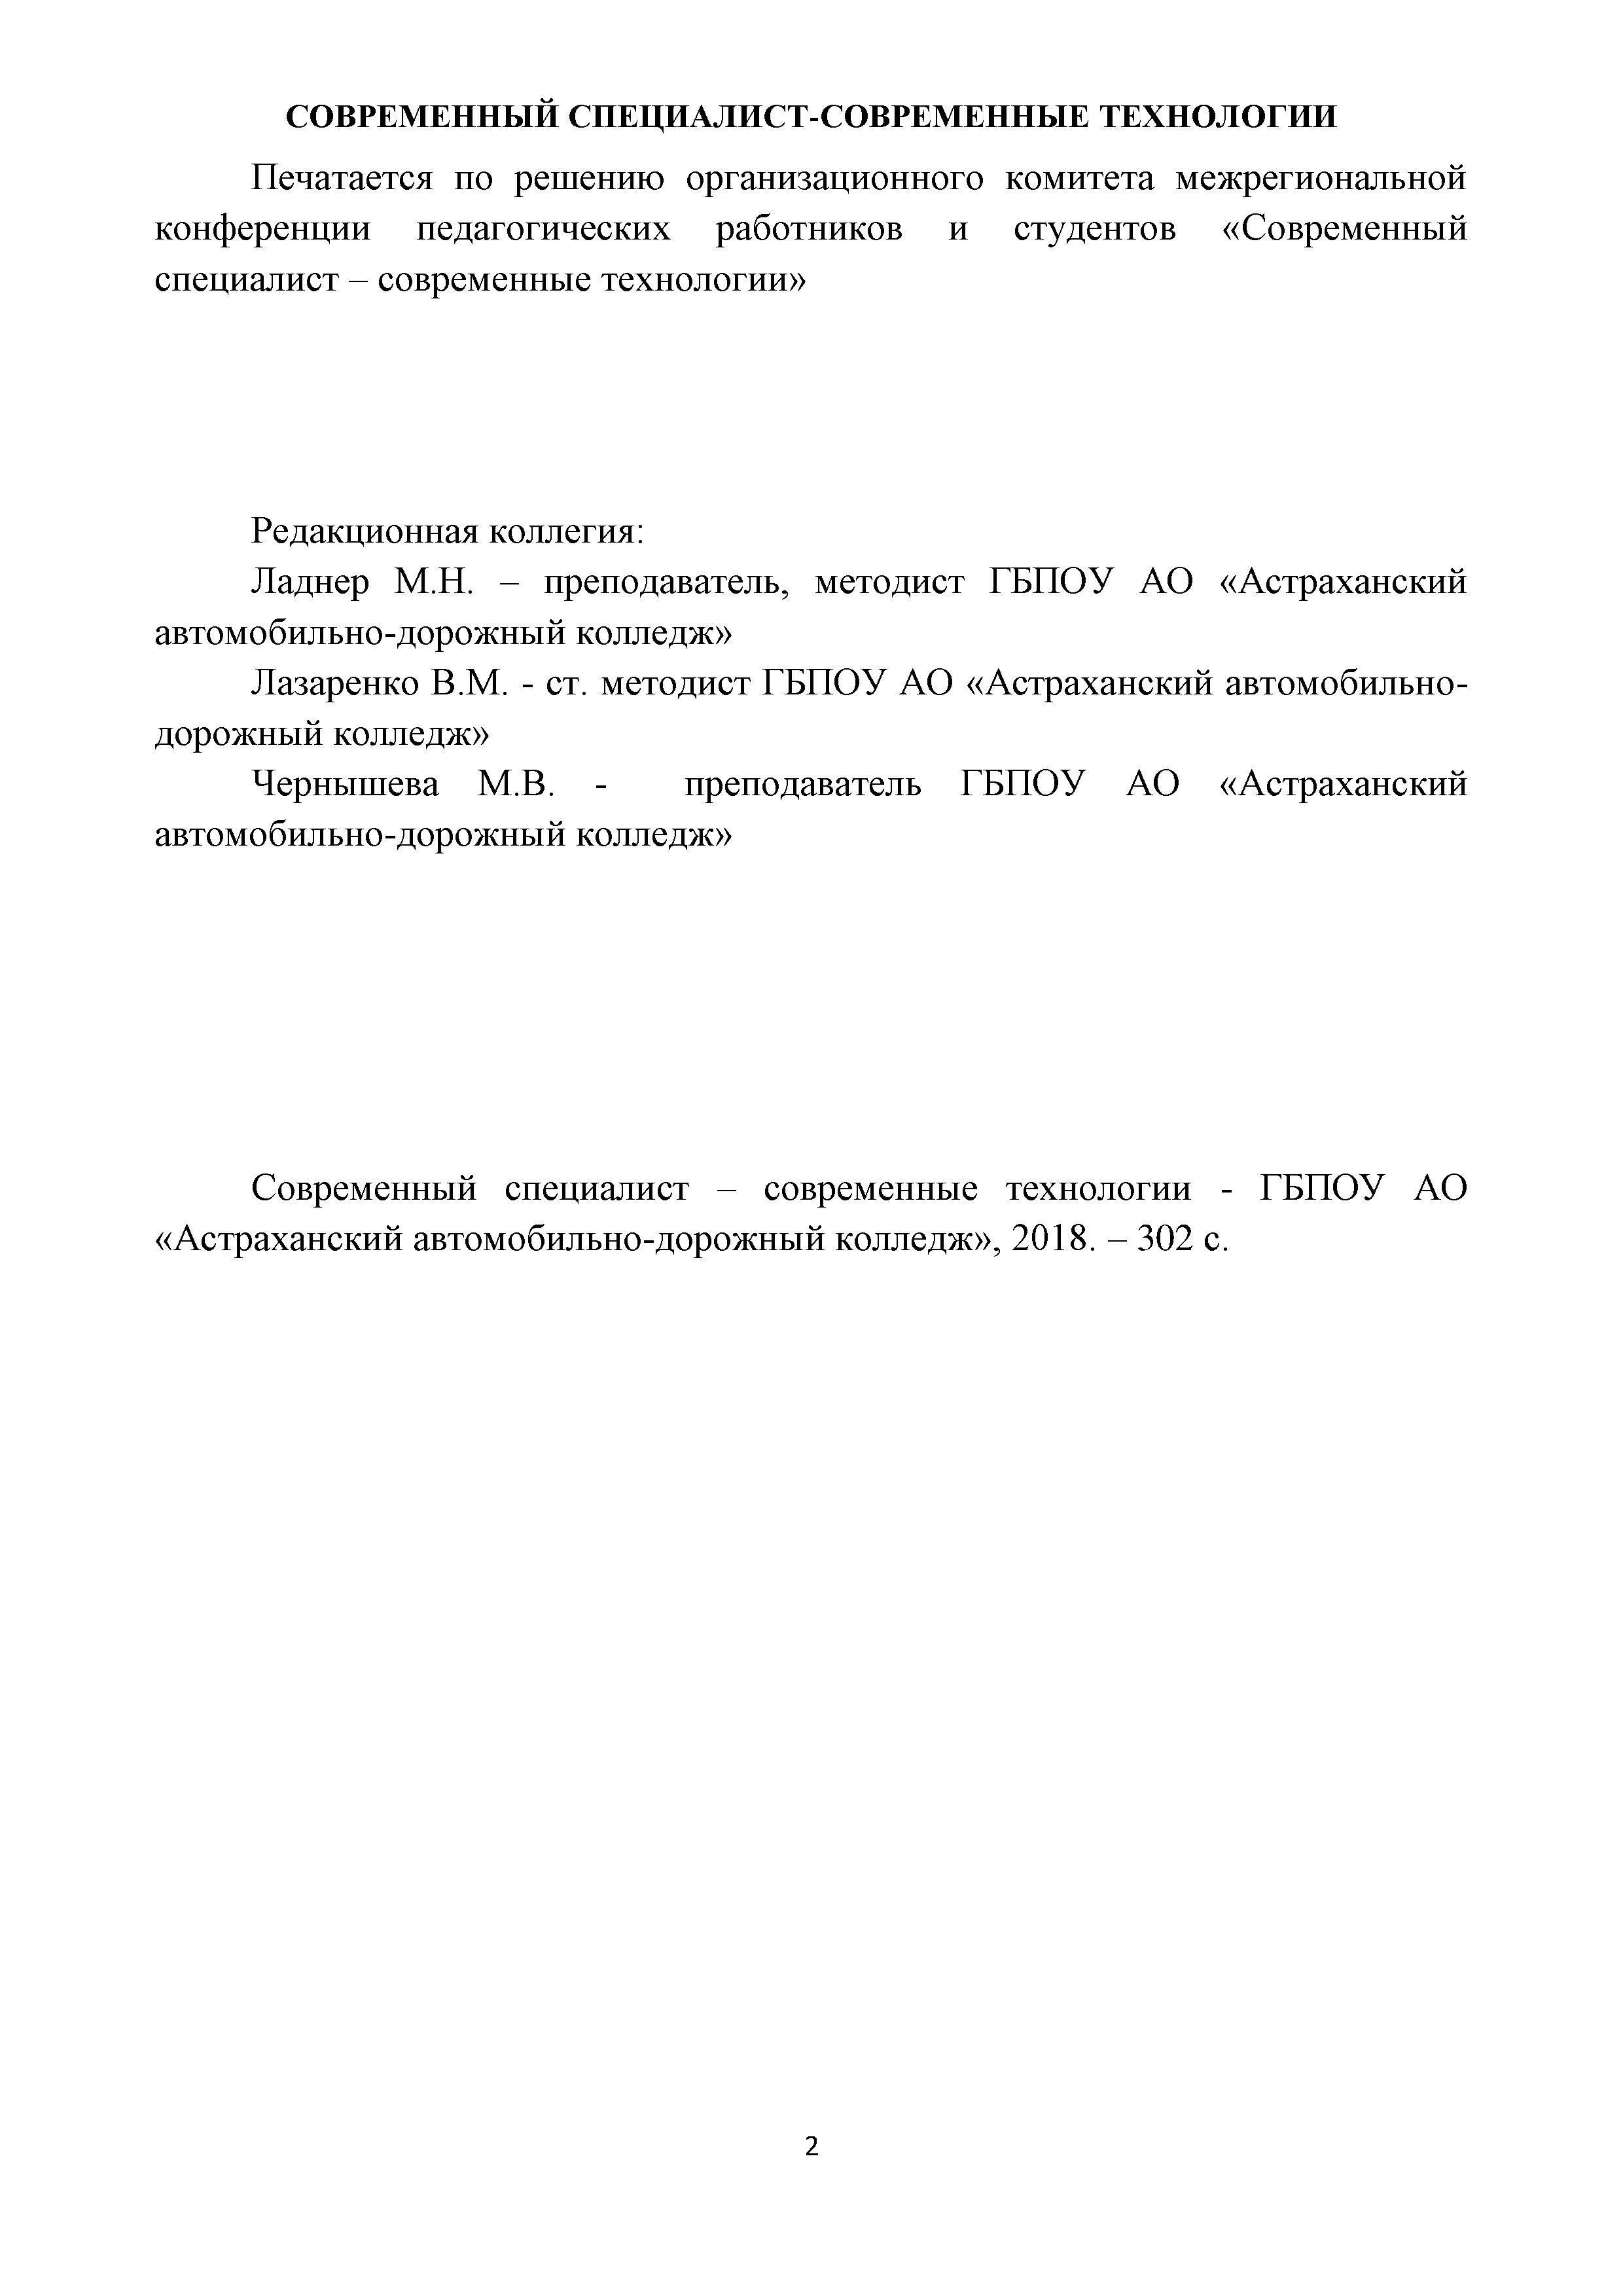 СОВРЕМЕННЫЙ СПЕЦИАЛИСТ-СОВРЕМЕННЫЕ ТЕХНОЛОГИИ
Печатается по решению организационного комитета межрегиональной
конференции педагогических работников и студентов «Современный
специалист – современные технологии»
Редакционная коллегия:
Ладнер М.Н. – преподаватель, методист ГБПОУ АО «Астраханский
автомобильно-дорожный колледж»
Лазаренко В.М. - ст. методист ГБПОУ АО «Астраханский автомобильно-
дорожный колледж»
Чернышева М.В. - преподаватель ГБПОУ АО «Астраханский
автомобильно-дорожный колледж»
Современный специалист – современные технологии - ГБПОУ АО
«Астраханский автомобильно-дорожный колледж», 2018. – 302 с.
2